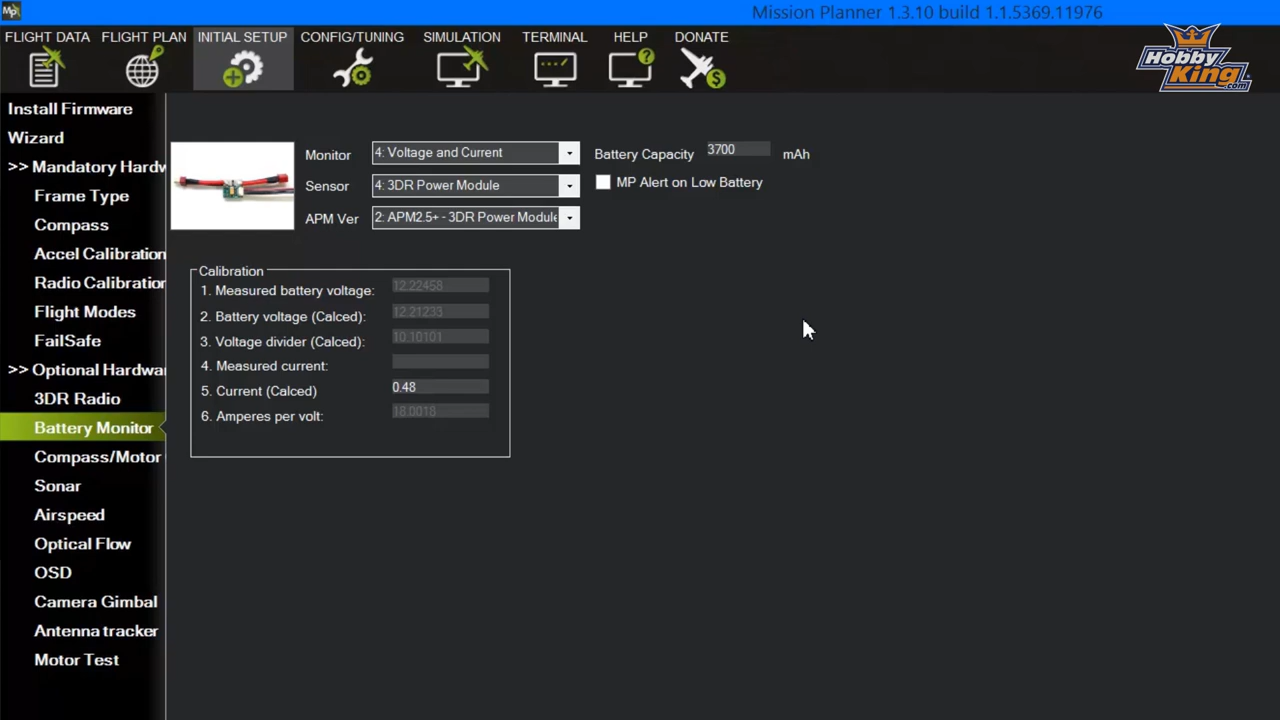 Mp
Mission Planner 1.3.10 build 1.1.5369.11976
FLIGHT DATA
FLIGHT PLAN
INITIAL SETUP
CONFIG/TUNING
SIMULATION
TERMINAL
HELP
DONATE
Hobby
King
.com
Install Firmware
Wizard
>> Mandatory Hardw
Frame Type
Compass
Accel Calibration
Radio Calibration
Flight Modes
FailSafe
>> Optional Hardwa
3DR Radio
Battery Monitor
Compass/Motor
Sonar
Airspeed
Optical Flow
OSD
Camera Gimbal
Antenna tracker
Motor Test
Monitor 4: Voltage and Current
Battery Capacity 3700 mAh
Sensor 4: 3DR Power Module
MP Alert on Low Battery
APM Ver 2: APM2.5+ - 3DR Power Module
Calibration
1. Measured battery voltage: 12.22458
2. Battery voltage (Calced): 12.21233
3. Voltage divider (Calced): 10.10101
4. Measured current:
5. Current (Calced) 0.48
6. Amperes per volt: 18.0018